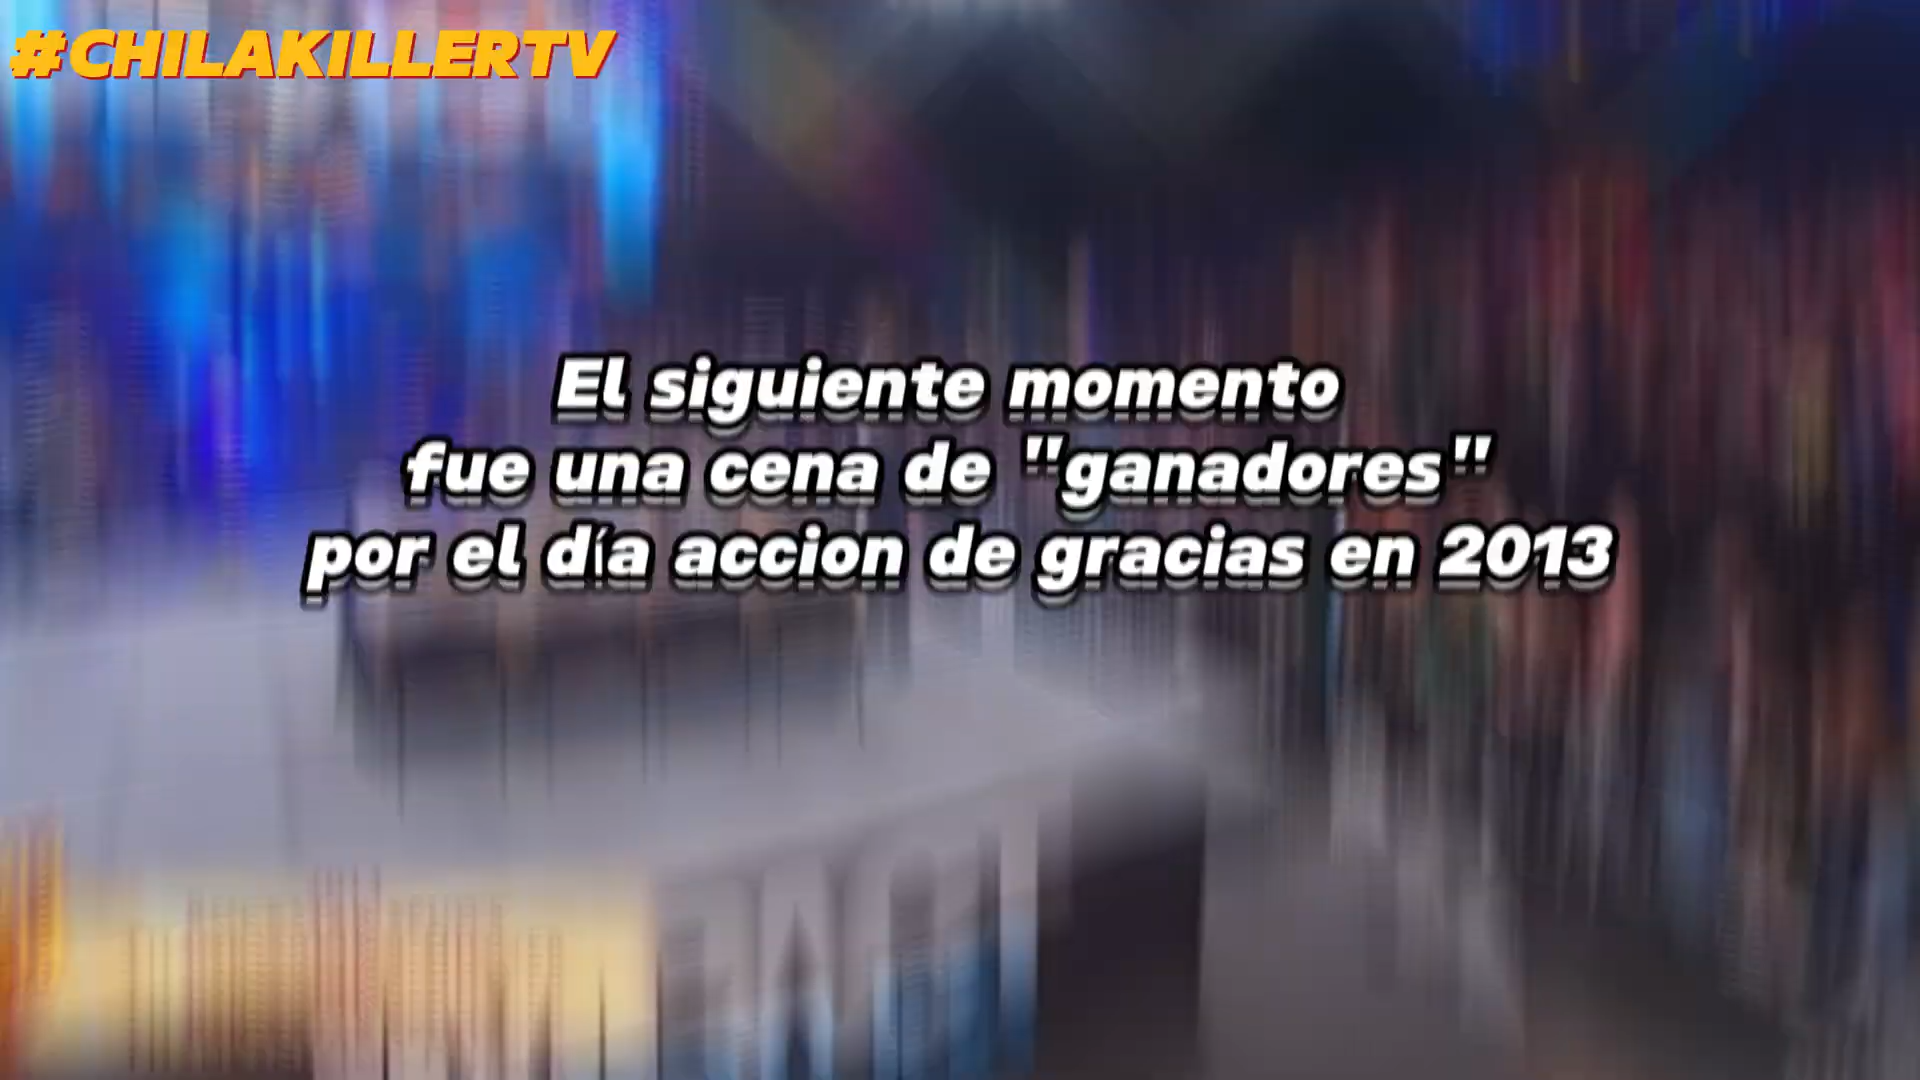 #CHILAKILLERTV
El siguiente momento
fue una cena de "ganadores"
por el día accion de gracias en 2013